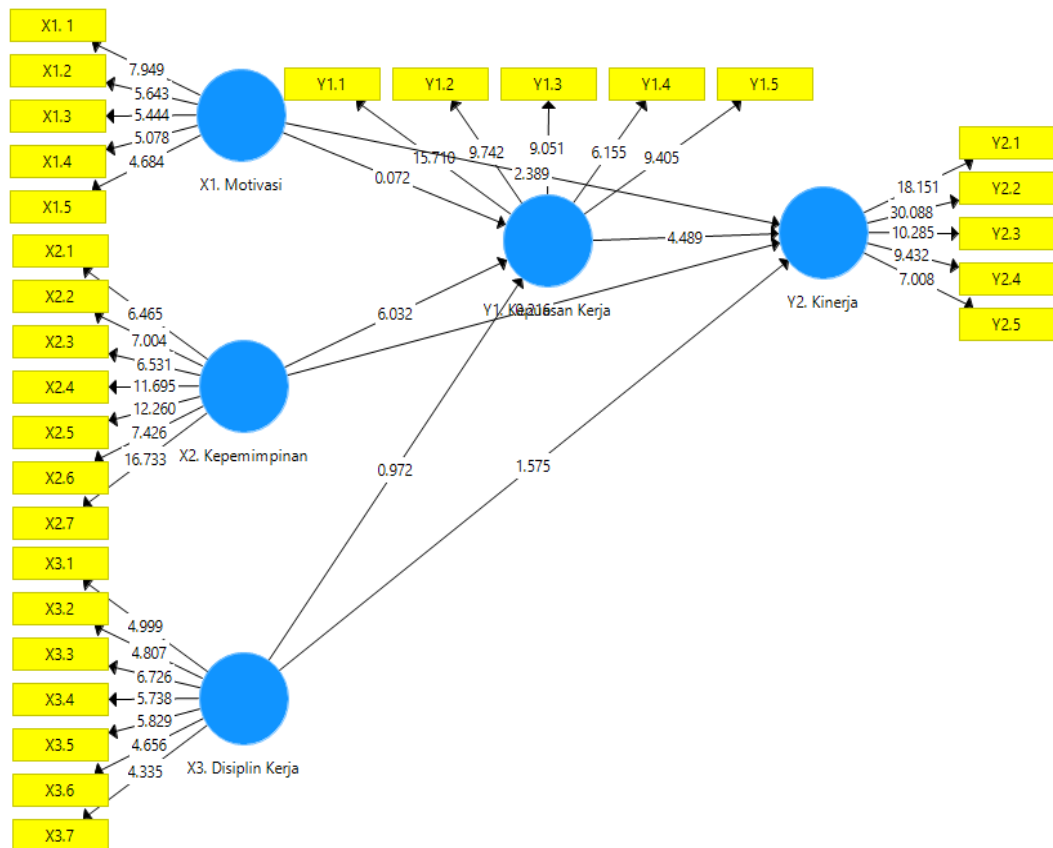 X1. 1
X1.2
X1.3
X1.4
X1.5
7.949
5.643
5.444
5.078
4.684
X1. Motivasi
Y1.1
Y1.2
Y1.3
Y1.4
Y1.5
15.710
9.742
9.051
6.155
9.405
0.072
2.389
4.489
Y1. Kepuasan Kerja
Y2.1
Y2.2
Y2.3
Y2.4
Y2.5
18.151
30.088
10.285
9.432
7.008
Y2. Kinerja
X2.1
X2.2
X2.3
X2.4
X2.5
X2.6
X2.7
6.465
7.004
6.531
11.695
12.260
7.426
16.733
X2. Kepemimpinan
6.032
0.972
1.575
X3.1
X3.2
X3.3
X3.4
X3.5
X3.6
X3.7
4.999
4.807
6.726
5.738
5.829
4.656
4.335
X3. Disiplin Kerja